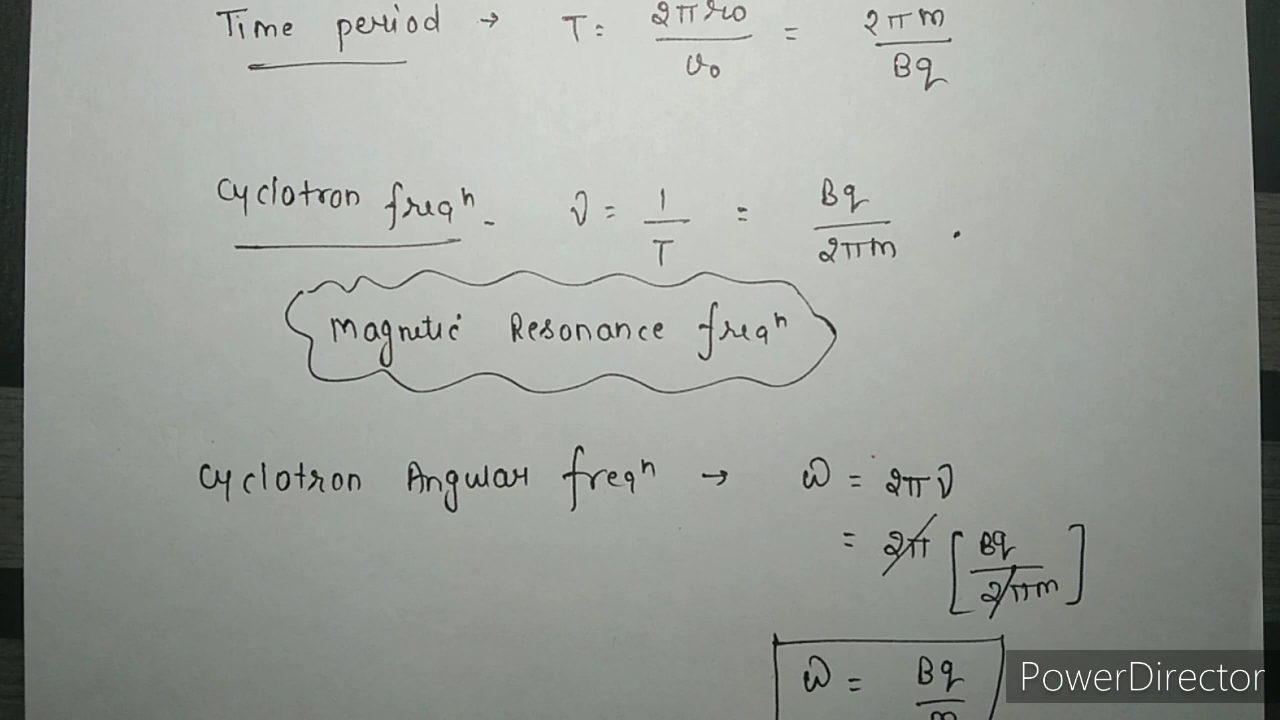 Time period → T = 2πr0/v₀ = 2πm/Bq
Cyclotron freqⁿ - ν = 1/T = Bq/2πm .
Magnetic Resonance freqⁿ
Cyclotron Angular freqⁿ → ω = 2πν
= 2π [Bq/2πm]
ω = Bq/m
PowerDirector